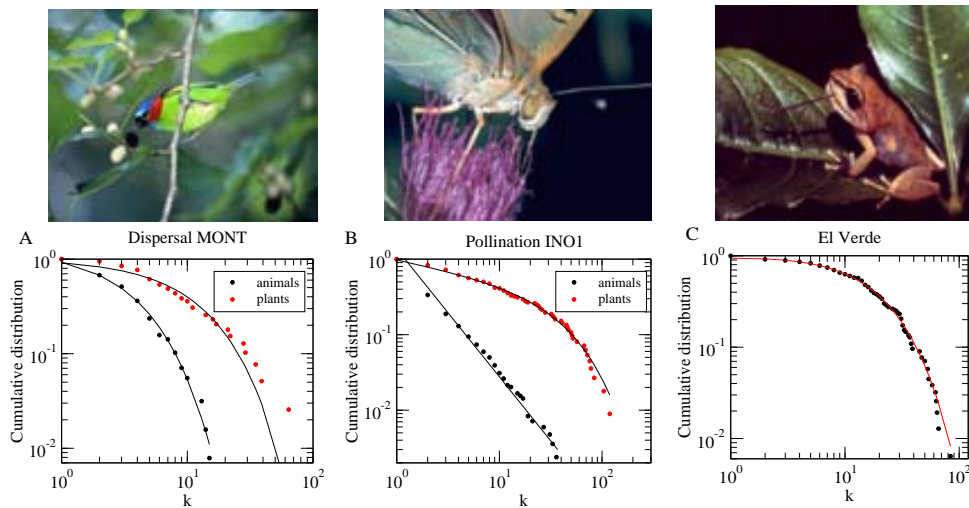 A
Dispersal MONT
10^0
10^-1
10^-2
Cumulative distribution
animals
plants
10^0
10^1
10^2
k
B
Pollination INO1
10^0
10^-1
10^-2
Cumulative distribution
animals
plants
10^0
10^1
10^2
k
C
El Verde
10^0
10^-1
10^-2
Cumulative distribution
10^0
10^1
10^2
k